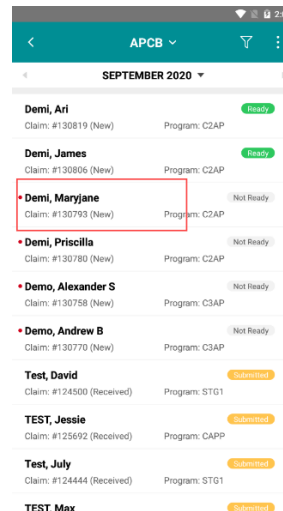 2:
APCB
SEPTEMBER 2020
Demi, Ari Ready
Claim: #130819 (New) Program: C2AP
Demi, James Ready
Claim: #130806 (New) Program: C2AP
Demi, Maryjane Not Ready
Claim: #130793 (New) Program: C2AP
Demi, Priscilla Not Ready
Claim: #130780 (New) Program: C2AP
Demo, Alexander S Not Ready
Claim: #130758 (New) Program: C3AP
Demo, Andrew B Not Ready
Claim: #130770 (New) Program: C3AP
Test, David Submitted
Claim: #124500 (Received) Program: STG1
TEST, Jessie Submitted
Claim: #125692 (Received) Program: CAPP
Test, July Submitted
Claim: #124444 (Received) Program: STG1
TEST, Max Submitted